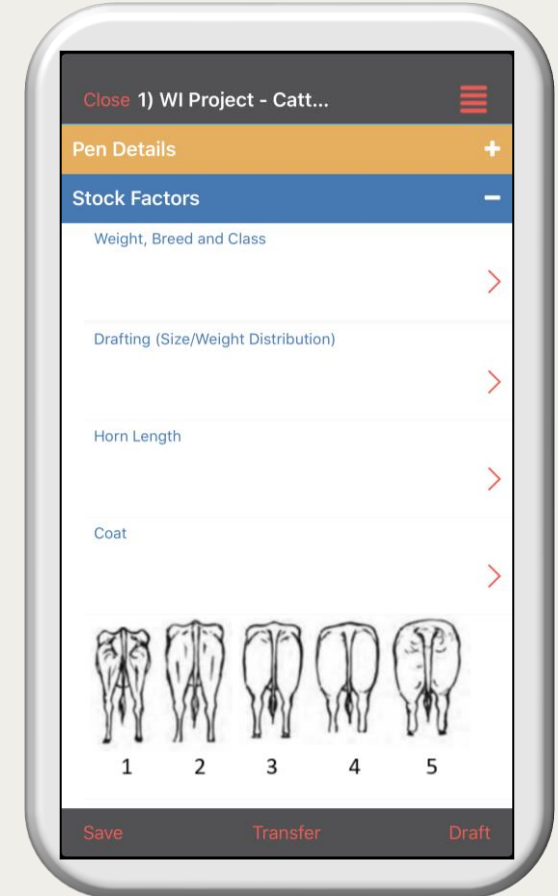 Close 1) WI Project - Catt...
Pen Details
Stock Factors
Weight, Breed and Class
Drafting (Size/Weight Distribution)
Horn Length
Coat
1 2 3 4 5
Save Transfer Draft